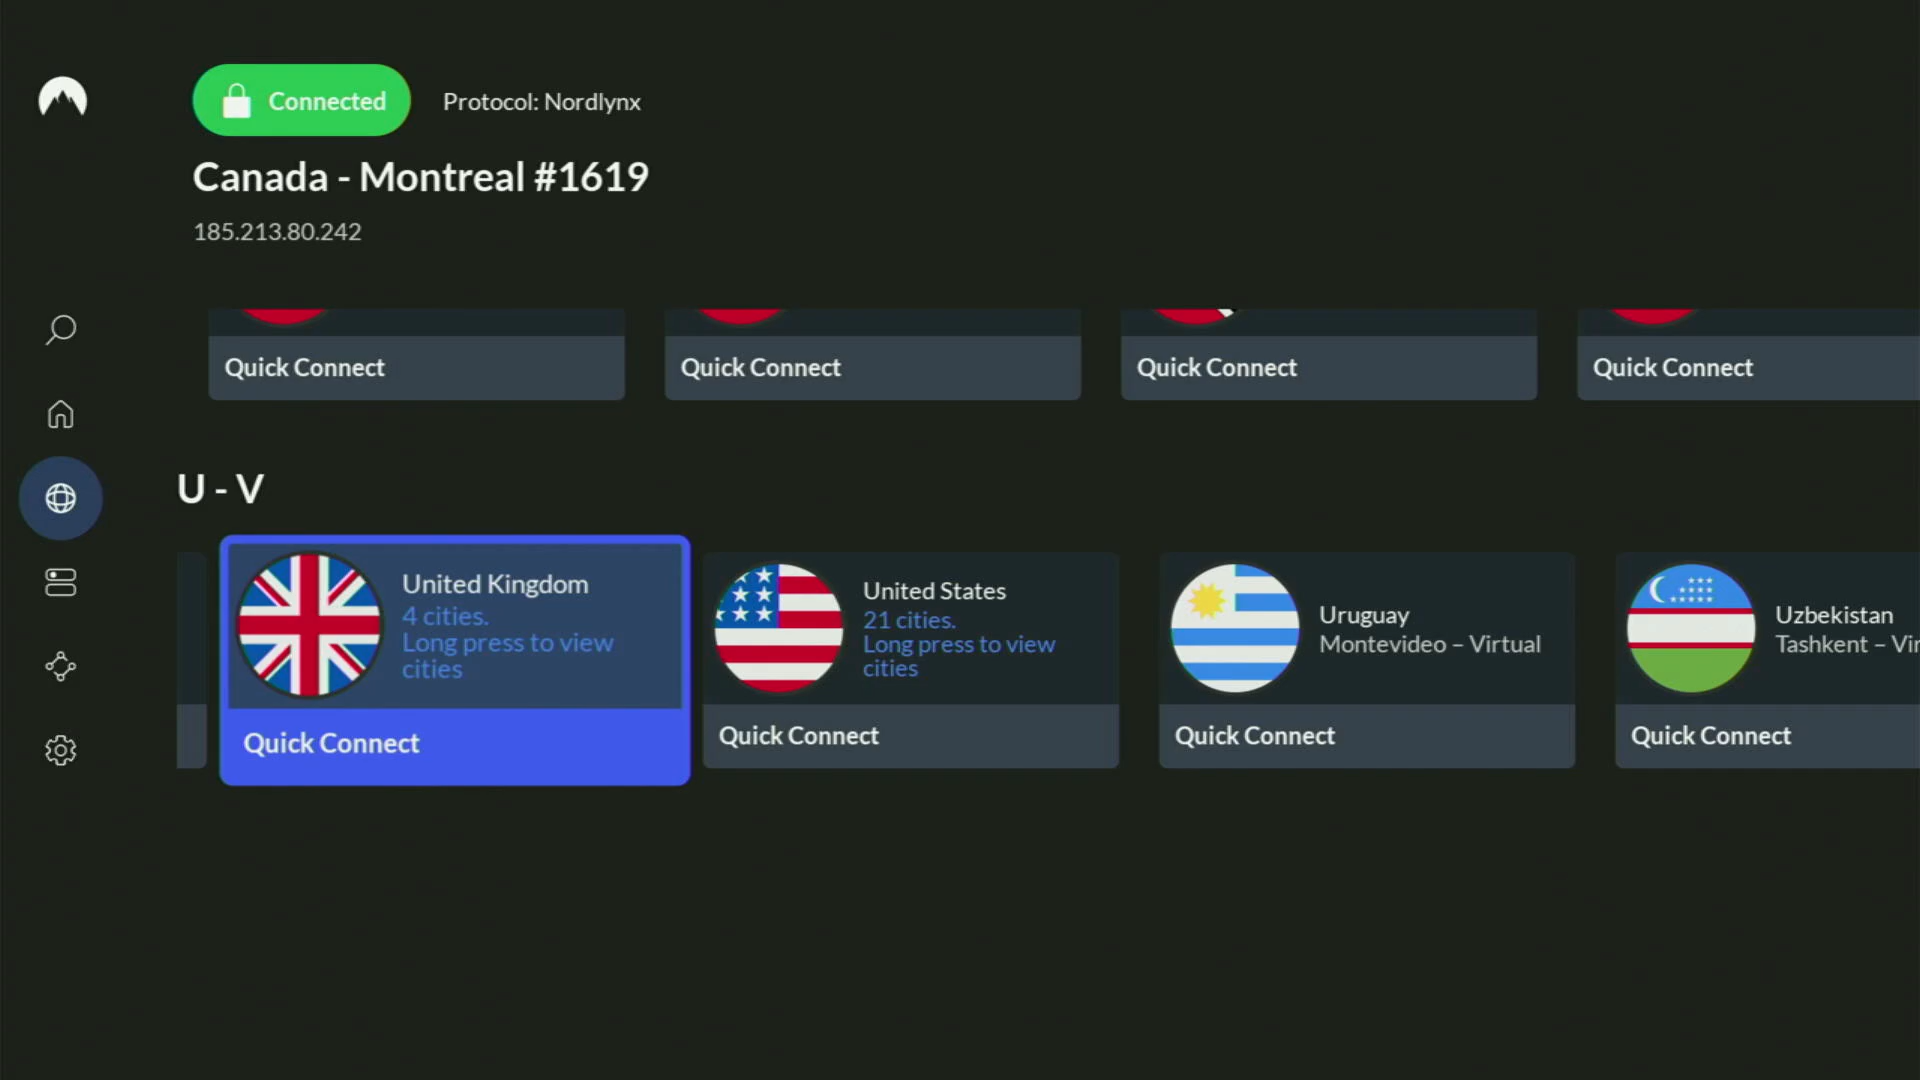 Connected
Protocol: Nordlynx
Canada - Montreal #1619
185.213.80.242
Quick Connect
Quick Connect
Quick Connect
Quick Connect
U - V
United Kingdom
4 cities.
Long press to view
cities
Quick Connect
United States
21 cities.
Long press to view
cities
Quick Connect
Uruguay
Montevideo – Virtual
Quick Connect
Uzbekistan
Tashkent –
Quick Connect